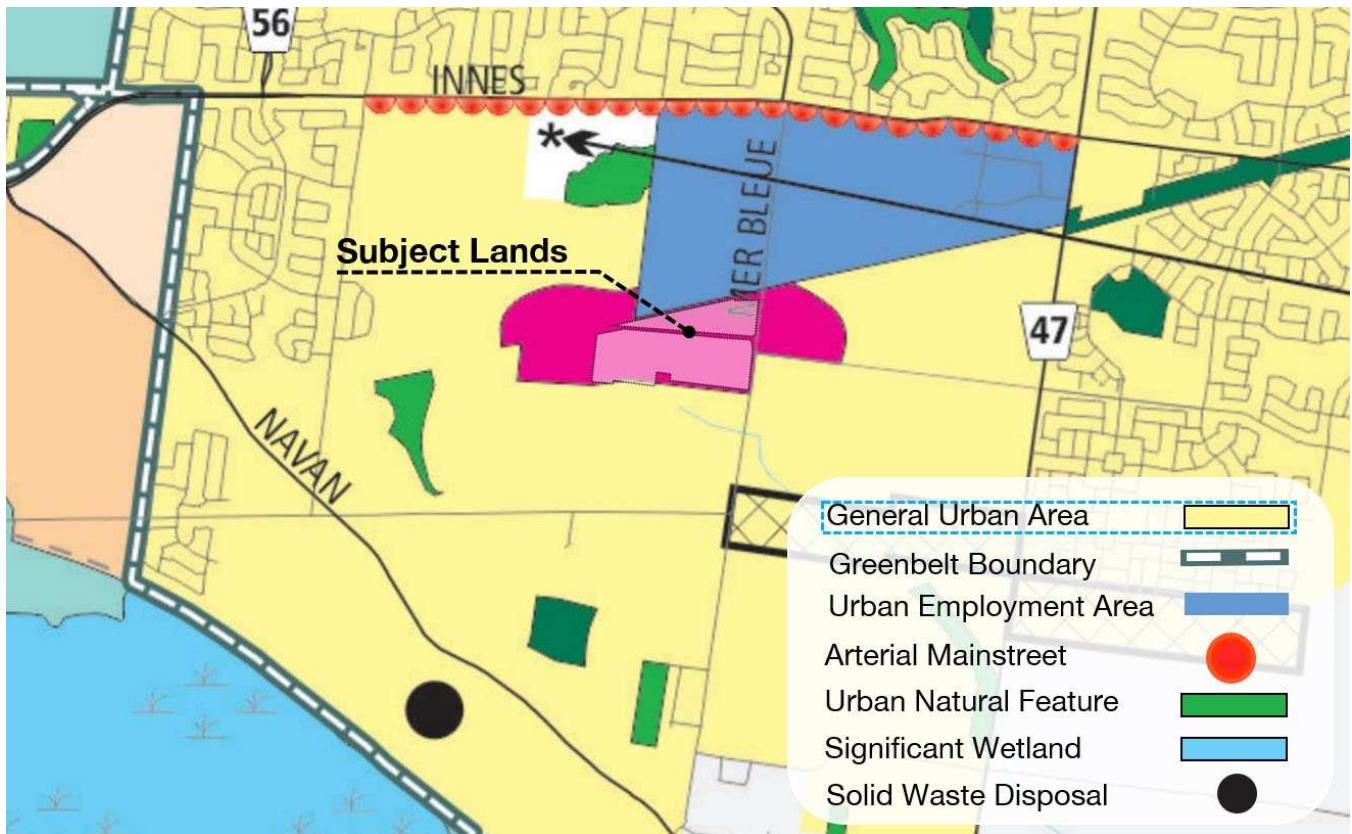 56
INNES
*
MER BLEUE
Subject Lands
47
NAVAN
General Urban Area
Greenbelt Boundary
Urban Employment Area
Arterial Mainstreet
Urban Natural Feature
Significant Wetland
Solid Waste Disposal